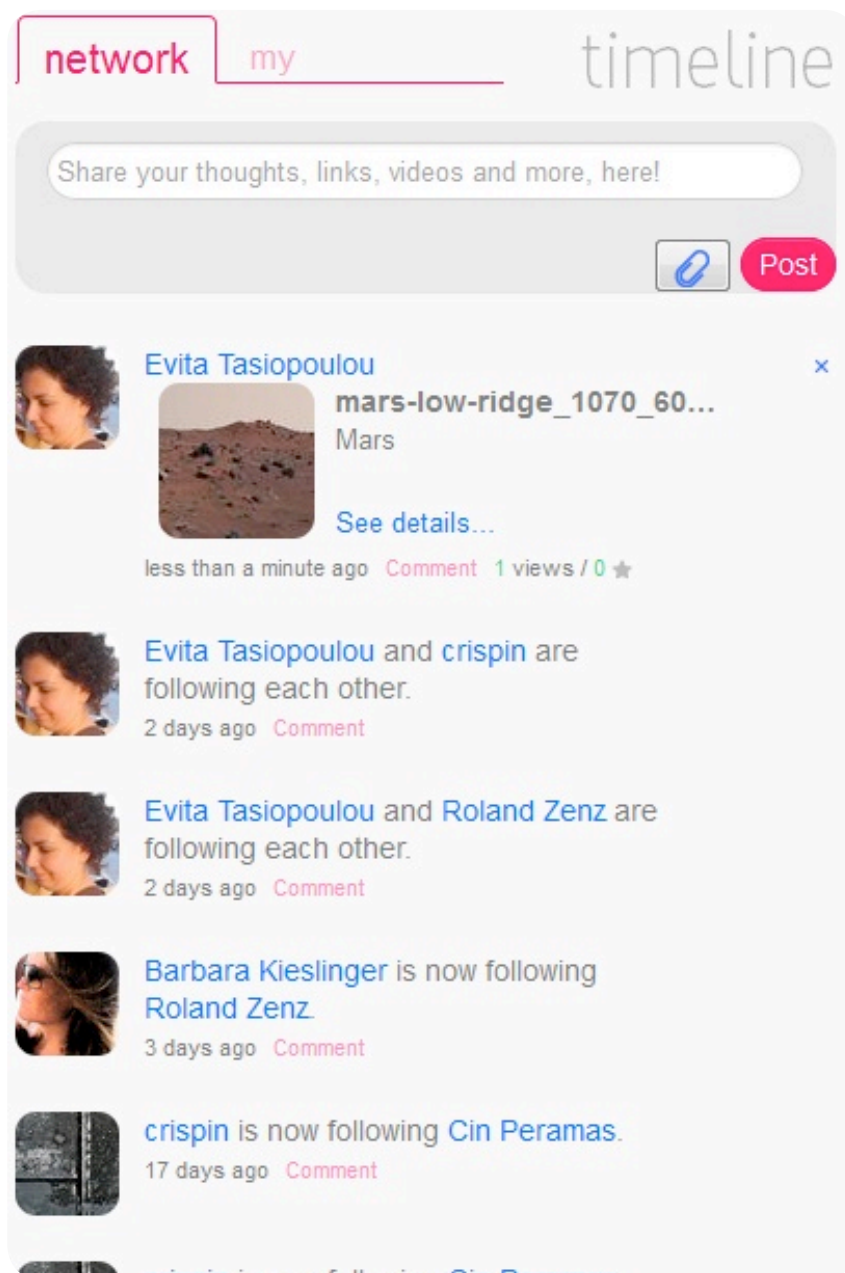 network my timeline
Share your thoughts, links, videos and more, here!
Post
Evita Tasiopoulou ×
mars-low-ridge_1070_60...
Mars
See details...
less than a minute ago Comment 1 views / 0
Evita Tasiopoulou and crispin are
following each other.
2 days ago Comment
Evita Tasiopoulou and Roland Zenz are
following each other.
2 days ago Comment
Barbara Kieslinger is now following
Roland Zenz.
3 days ago Comment
crispin is now following Cin Peramas.
17 days ago Comment